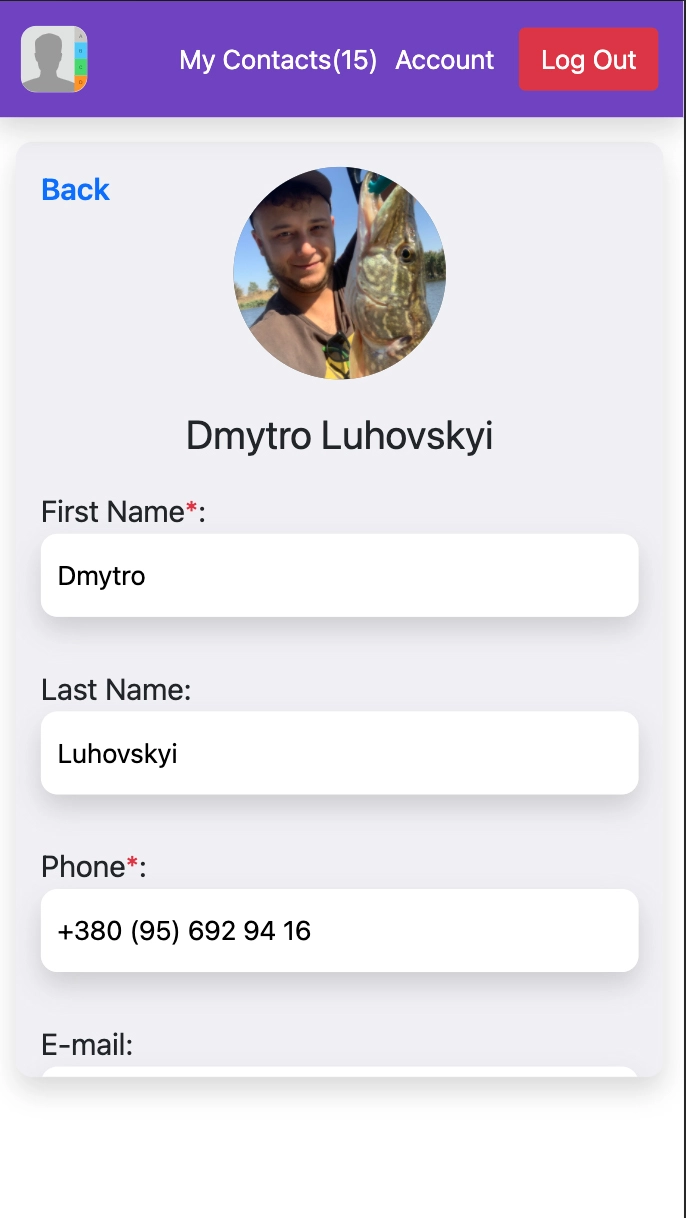 My Contacts(15) Account Log Out
Back
Dmytro Luhovskyi
First Name*:
Dmytro
Last Name:
Luhovskyi
Phone*:
+380 (95) 692 94 16
E-mail: